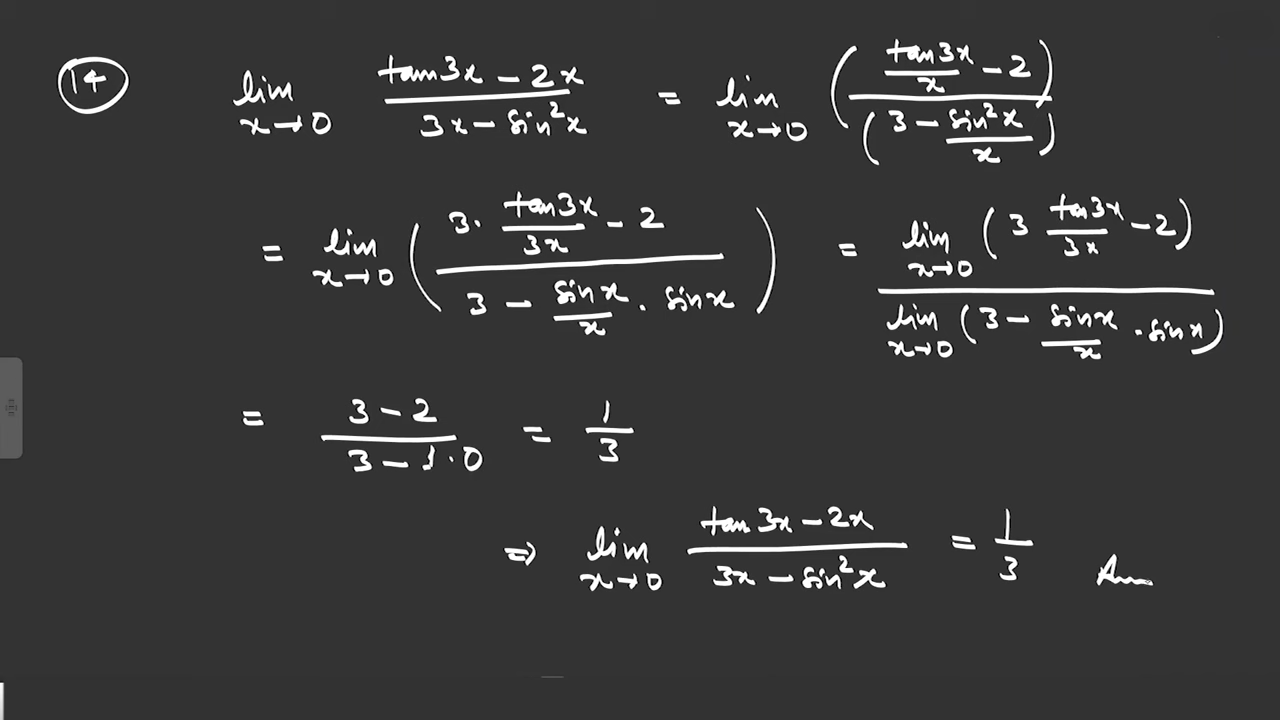 14 lim x→0 (tan3x − 2x)/(3x − sin²x) = lim x→0 (tan3x/x − 2)/(3 − sin²x/x)
= lim x→0 ((3 · tan3x/3x − 2)/(3 − sinx/x · sinx)) = (lim x→0 (3 tan3x/3x − 2))/(lim x→0 (3 − sinx/x · sinx))
= (3 − 2)/(3 − 1·0) = 1/3
⇒ lim x→0 (tan3x − 2x)/(3x − sin²x) = 1/3 Ans